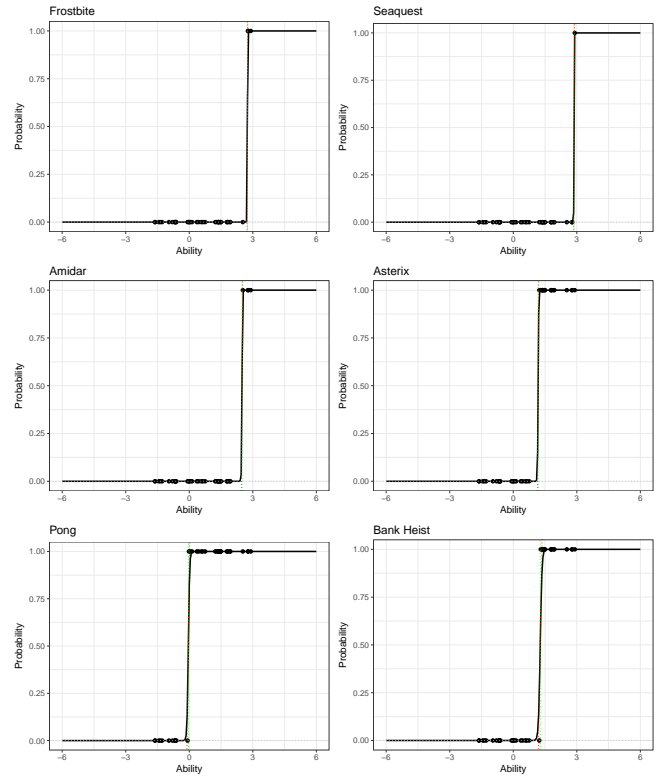 Frostbite
Seaquest
1.00
0.75
0.50
0.25
0.00
Probability
−6 −3 0 3 6
Ability
1.00
0.75
0.50
0.25
0.00
Probability
−6 −3 0 3 6
Ability
Amidar
Asterix
1.00
0.75
0.50
0.25
0.00
Probability
−6 −3 0 3 6
Ability
1.00
0.75
0.50
0.25
0.00
Probability
−6 −3 0 3 6
Ability
Pong
Bank Heist
1.00
0.75
0.50
0.25
0.00
Probability
−6 −3 0 3 6
Ability
1.00
0.75
0.50
0.25
0.00
Probability
−6 −3 0 3 6
Ability